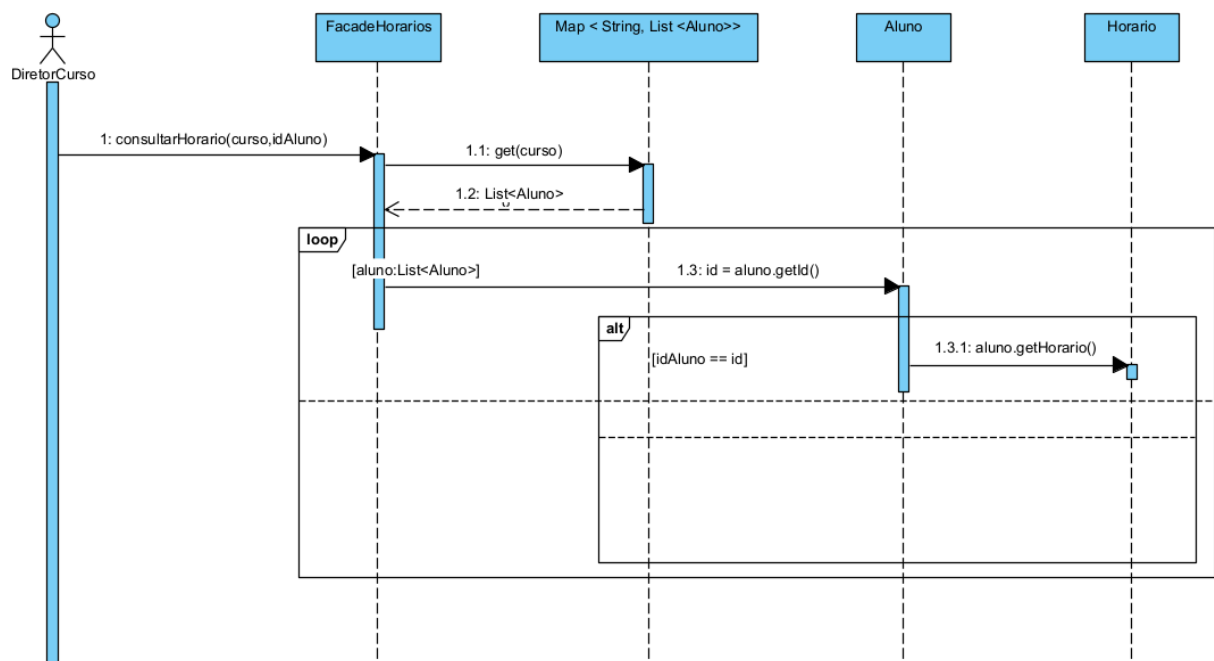 FacadeHorarios
Map < String, List <Aluno>>
Aluno
Horario
DiretorCurso
1: consultarHorario(curso,idAluno)
1.1: get(curso)
1.2: List<Aluno>
loop
[aluno:List<Aluno>]
1.3: id = aluno.getId()
alt
[idAluno == id]
1.3.1: aluno.getHorario()